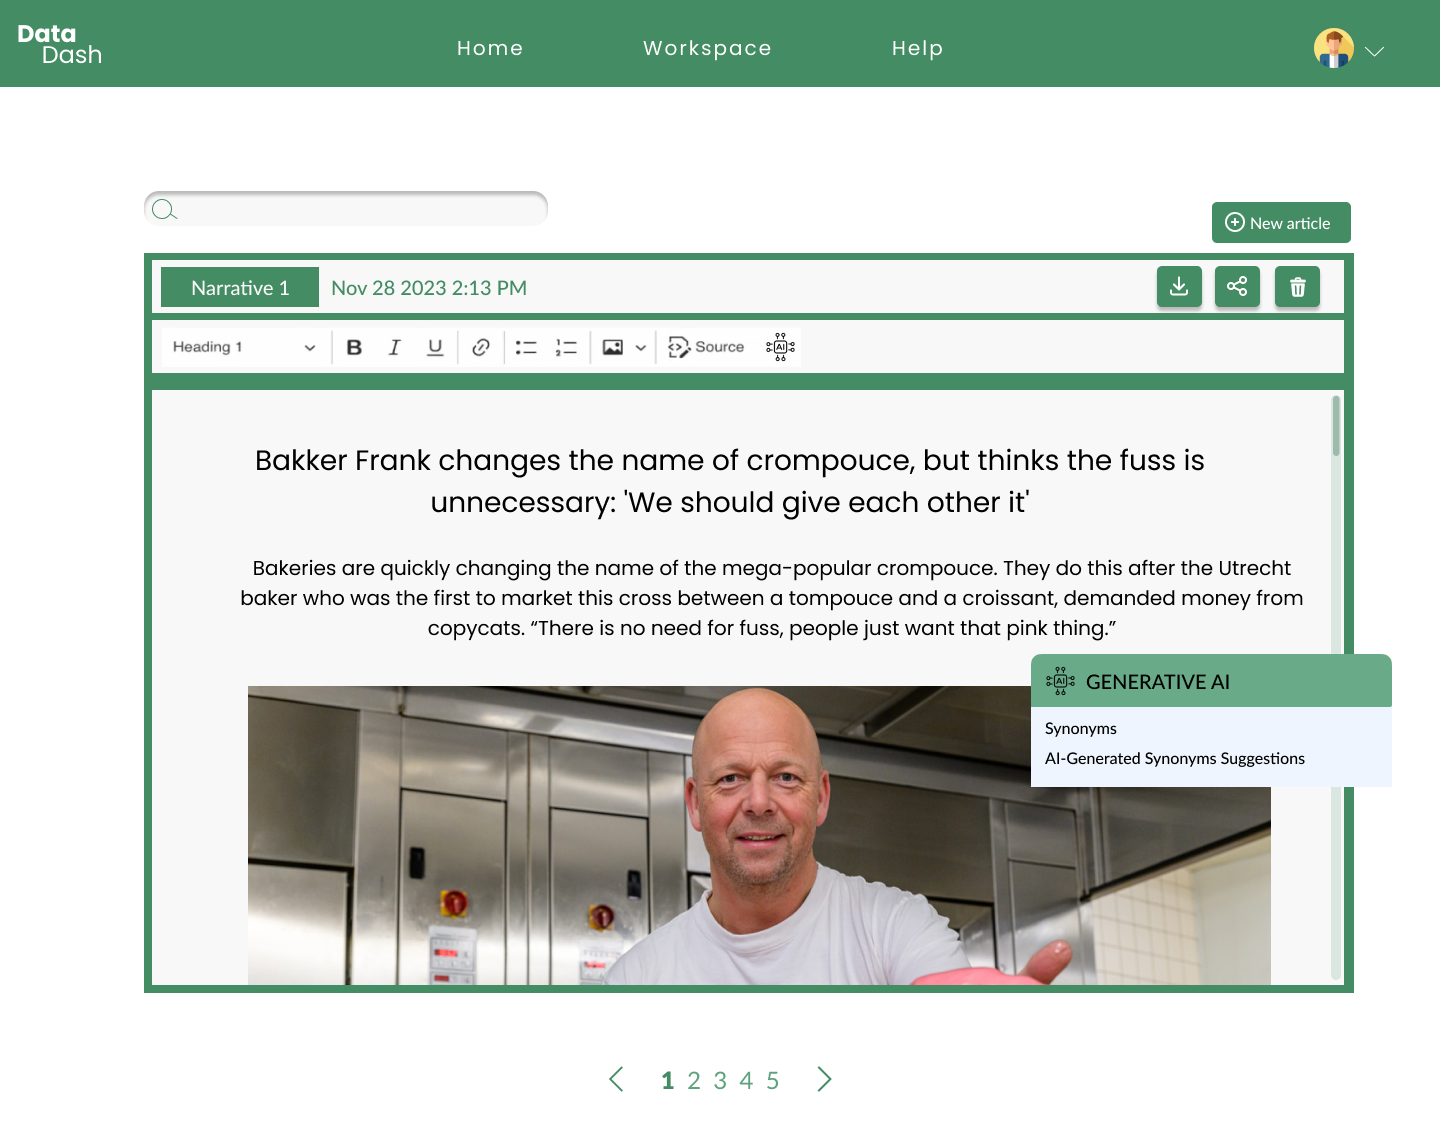 Data
Dash
Home
Workspace
Help
New article
Narrative 1
Nov 28 2023 2:13 PM
Heading 1
B
I
U
Source
AI
Bakker Frank changes the name of crompouce, but thinks the fuss is
unnecessary: 'We should give each other it'
Bakeries are quickly changing the name of the mega-popular crompouce. They do this after the Utrecht
baker who was the first to market this cross between a tompouce and a croissant, demanded money from
copycats. “There is no need for fuss, people just want that pink thing.”
AI GENERATIVE AI
Synonyms
AI-Generated Synonyms Suggestions
1 2 3 4 5